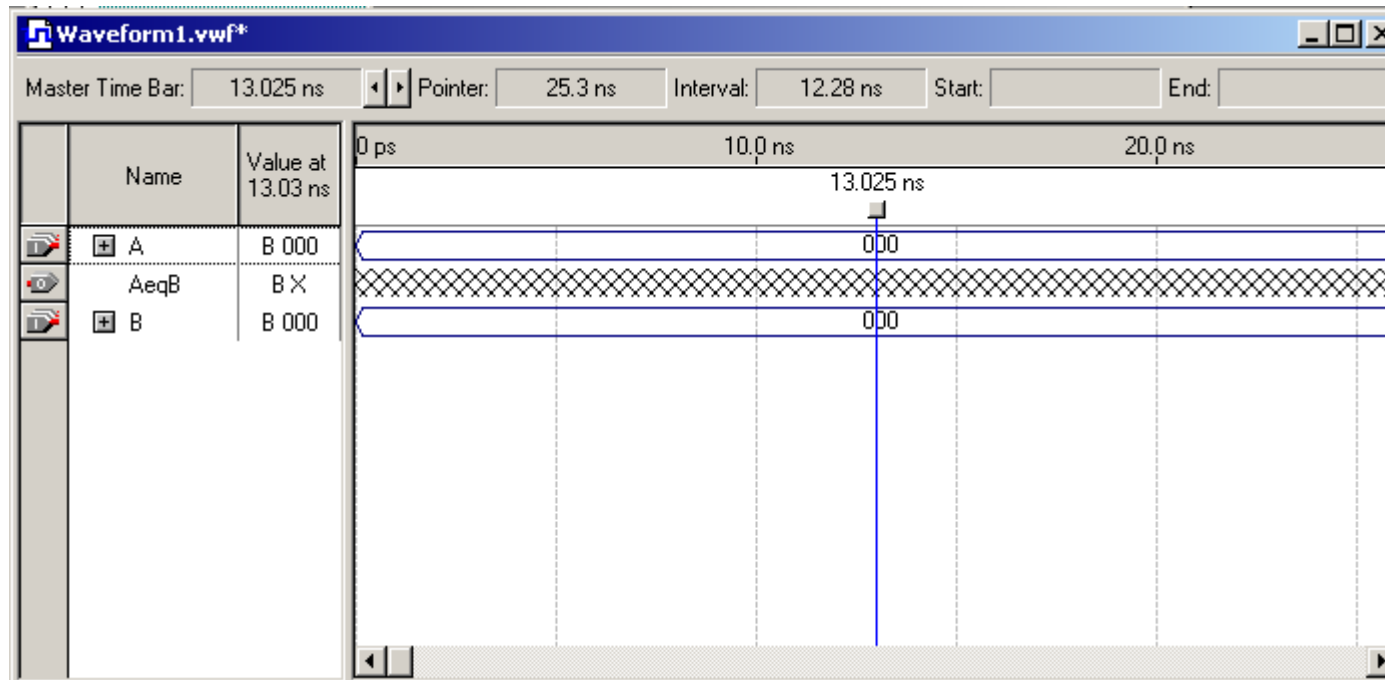 Waveform1.vwf*
Master Time Bar: 13.025 ns Pointer: 25.3 ns Interval: 12.28 ns Start: End:
Name Value at 13.03 ns 0 ps 10.0 ns 20.0 ns
13.025 ns
A B 000 000
AeqB B X
B B 000 000